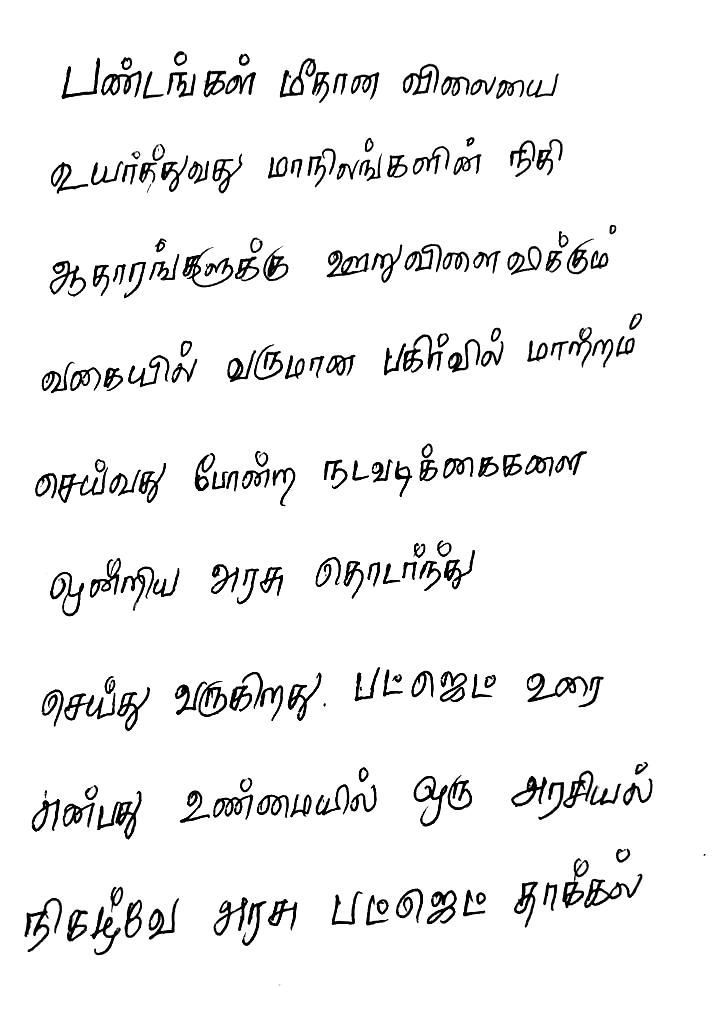 பண்டங்கள் மீதான விலையை
உயர்த்துவது மாநிலங்களின் நிதி
ஆதாரங்களுக்கு ஊறுவிளைவிக்கும்
வகையில் வருமான பகிர்வில் மாற்றம்
செய்வது போன்ற நடவடிக்கைகளை
ஒன்றிய அரசு தொடர்ந்து
செய்து வருகிறது. பட்ஜெட் உரை
என்பது உண்மையில் ஒரு அரசியல்
நிகழ்வே அரசு பட்ஜெட் தாக்கல்